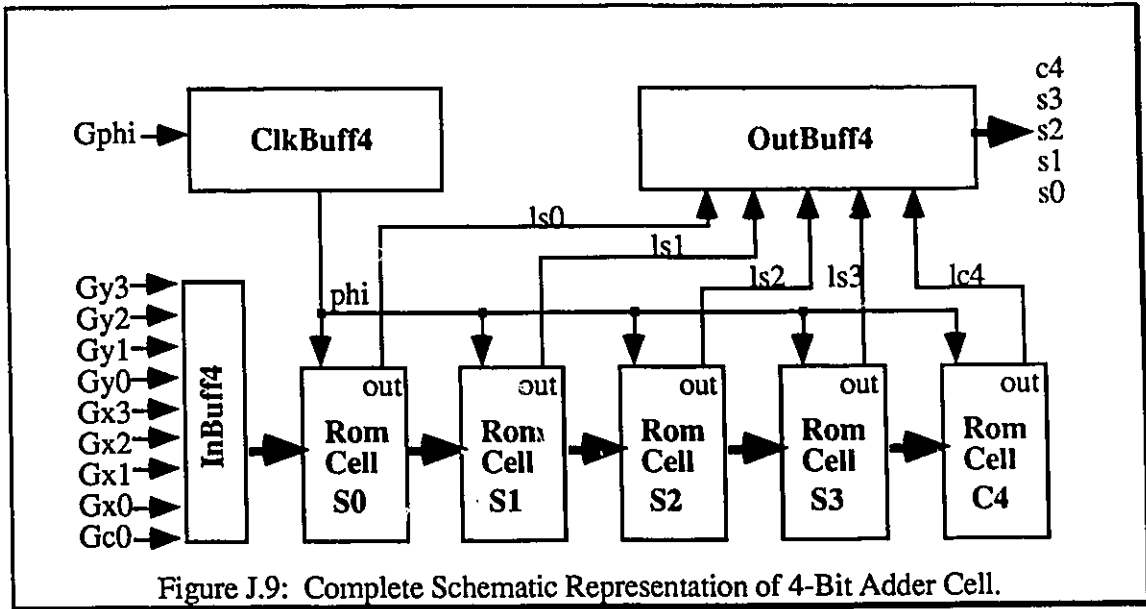 c4
s3
s2
s1
s0
Gphi
ClkBuff4
OutBuff4
ls0
ls1
ls2
ls3
lc4
phi
Gy3
Gy2
Gy1
Gy0
Gx3
Gx2
Gx1
Gx0
Gc0
InBuff4
out
Rom
Cell
S0
out
Rom
Cell
S1
out
Rom
Cell
S2
out
Rom
Cell
S3
out
Rom
Cell
C4
Figure J.9: Complete Schematic Representation of 4-Bit Adder Cell.